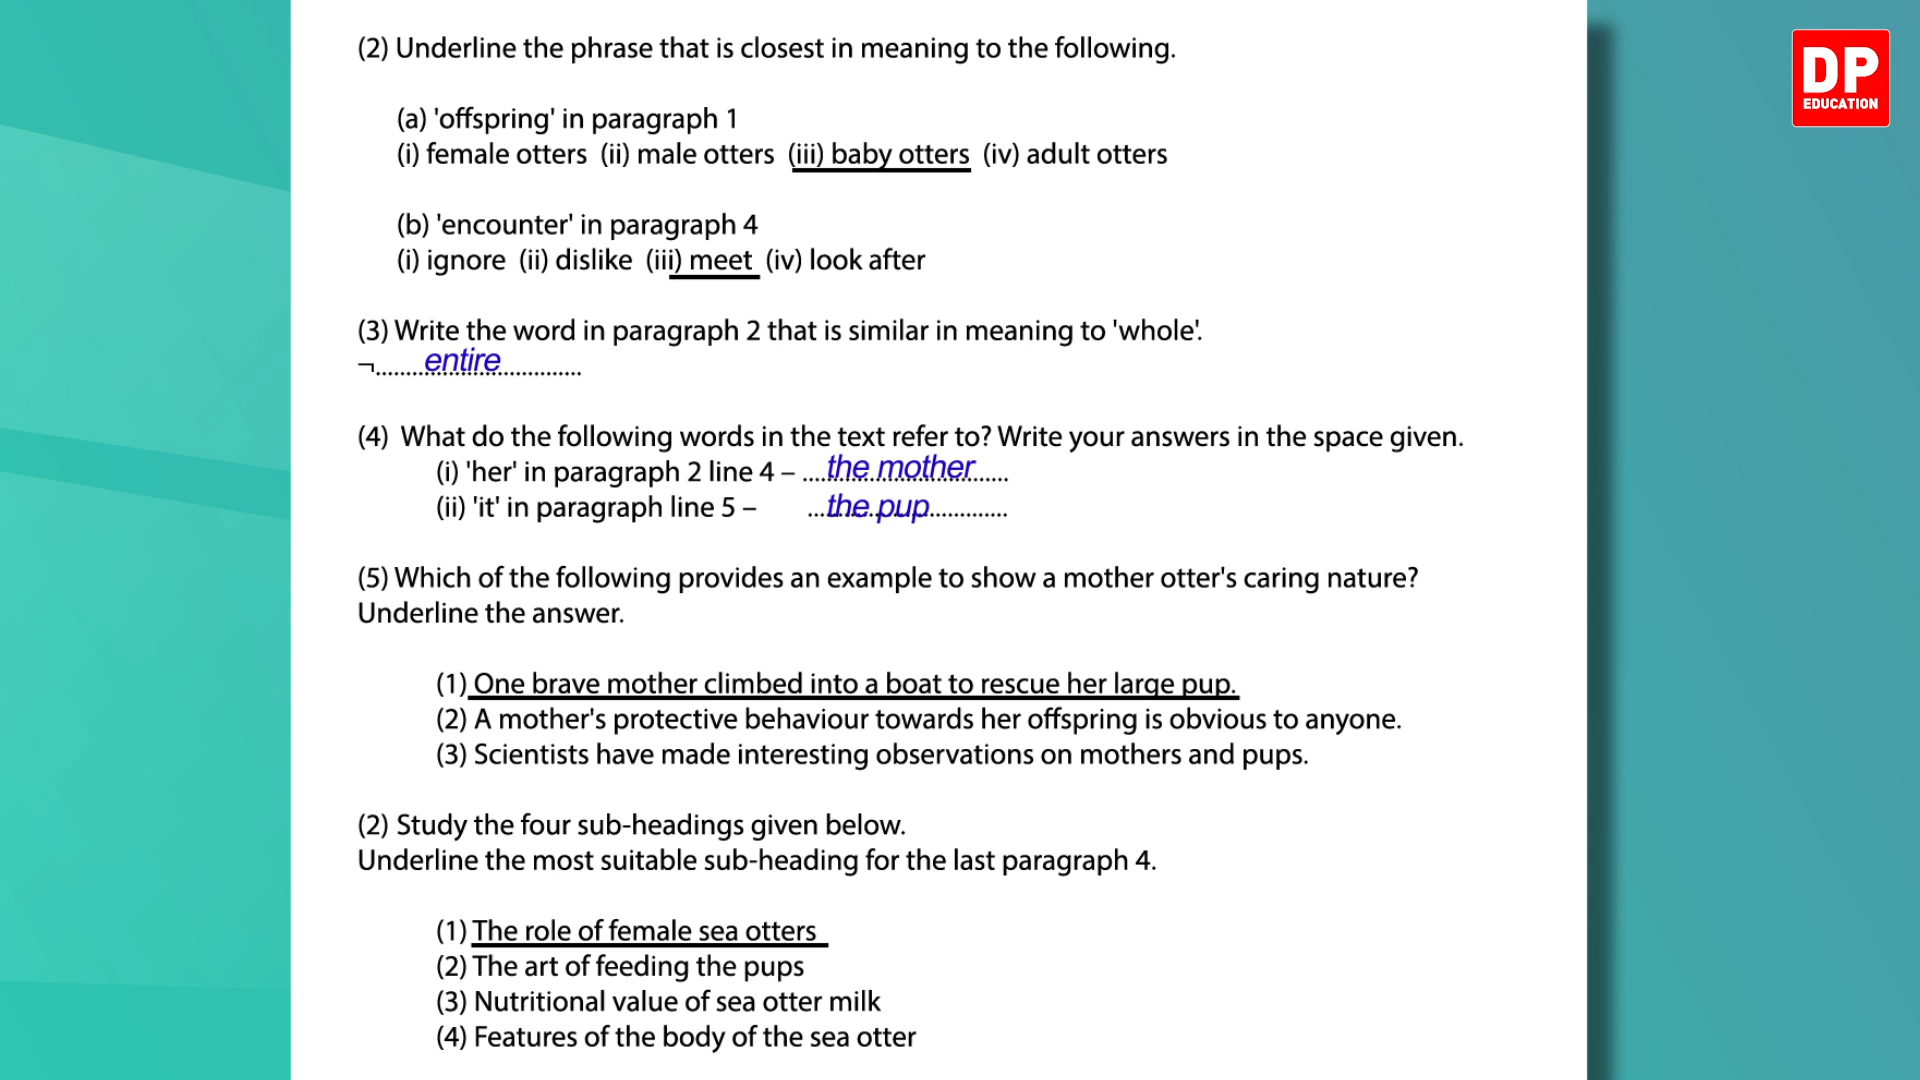 DP
EDUCATION
(2) Underline the phrase that is closest in meaning to the following.
(a) 'offspring' in paragraph 1
(i) female otters (ii) male otters (iii) baby otters (iv) adult otters
(b) 'encounter' in paragraph 4
(i) ignore (ii) dislike (iii) meet (iv) look after
(3) Write the word in paragraph 2 that is similar in meaning to 'whole'.
¬........entire...........
(4) What do the following words in the text refer to? Write your answers in the space given.
(i) 'her' in paragraph 2 line 4 – ....the mother.....
(ii) 'it' in paragraph line 5 – ...the pup.............
(5) Which of the following provides an example to show a mother otter's caring nature?
Underline the answer.
(1) One brave mother climbed into a boat to rescue her large pup.
(2) A mother's protective behaviour towards her offspring is obvious to anyone.
(3) Scientists have made interesting observations on mothers and pups.
(2) Study the four sub-headings given below.
Underline the most suitable sub-heading for the last paragraph 4.
(1) The role of female sea otters
(2) The art of feeding the pups
(3) Nutritional value of sea otter milk
(4) Features of the body of the sea otter